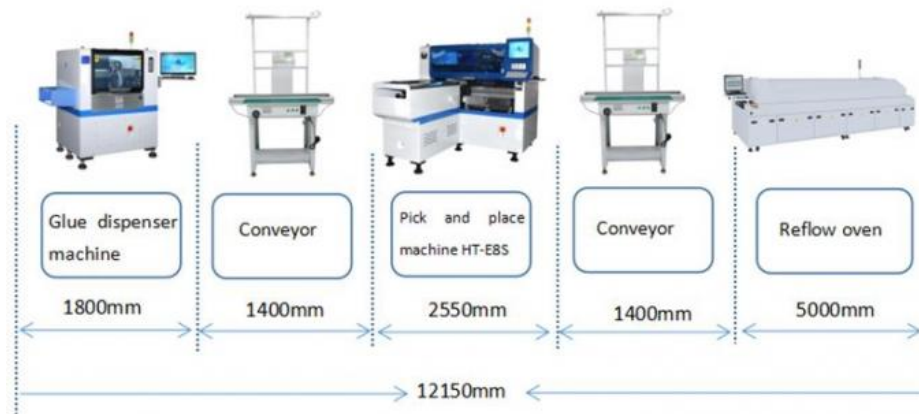 Glue dispenser
machine
Conveyor
Pick and place
machine HT-E8S
Conveyor
Reflow oven
1800mm
1400mm
2550mm
1400mm
5000mm
12150mm